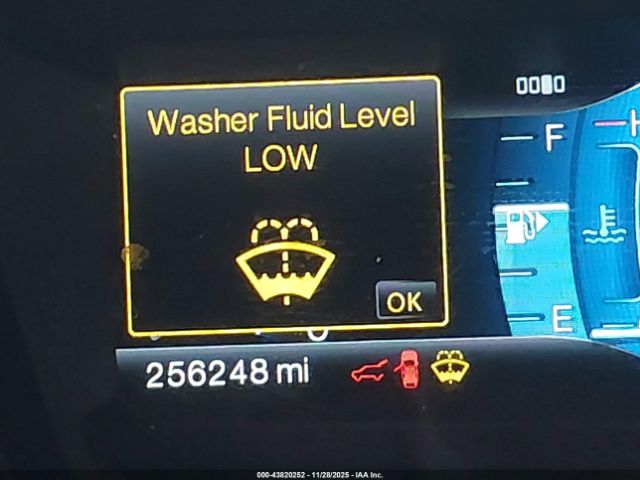 Washer Fluid Level
LOW
OK
F
H
E
256248 mi
000-43820252 - 11/28/2025 - IAA Inc.